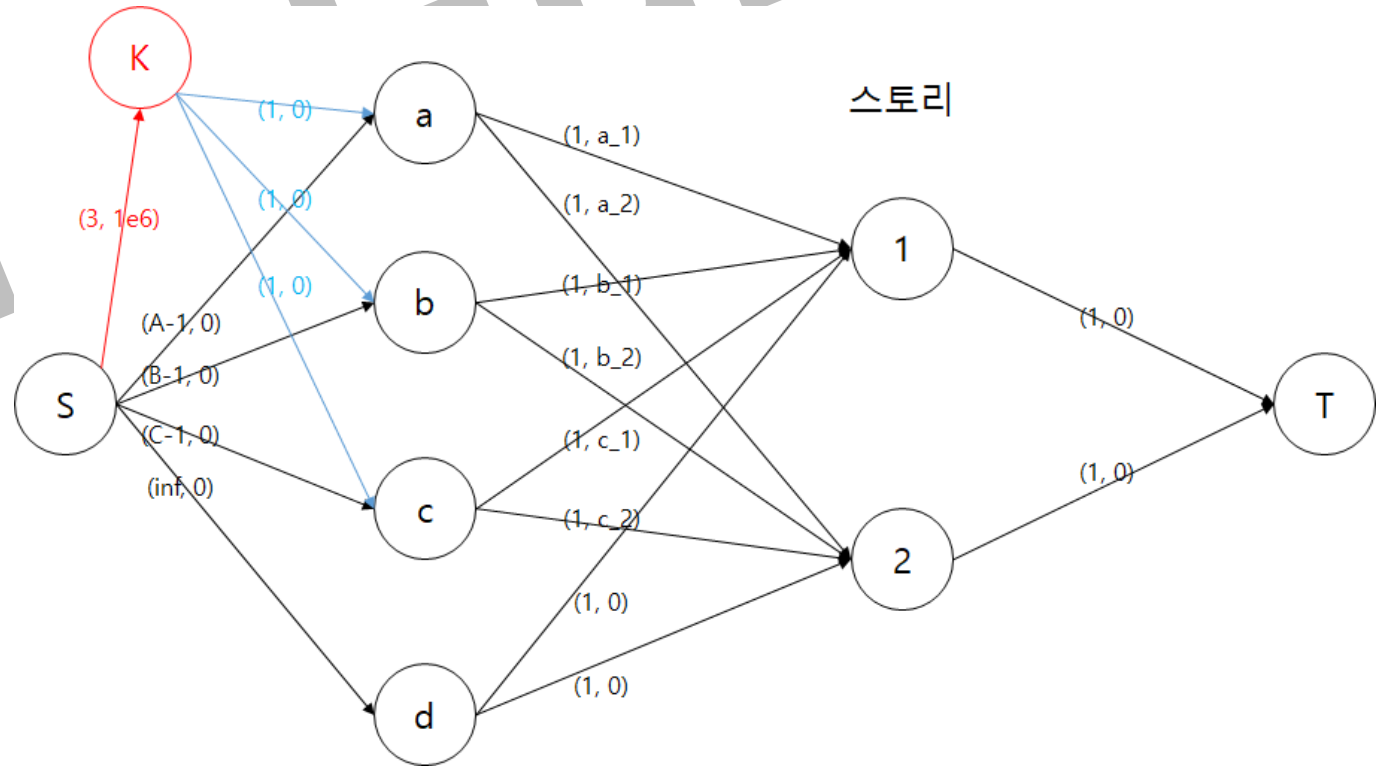 K
a
스토리
(1, 0)
(1, a_1)
(1, 0)
(1, a_2)
(3, 1e6)
1
(1, 0)
(1, b_1)
b
(A-1, 0)
(1, 0)
(1, b_2)
(B-1, 0)
S
T
(C-1, 0)
(1, c_1)
(inf, 0)
(1, 0)
c
(1, c_2)
2
(1, 0)
(1, 0)
d